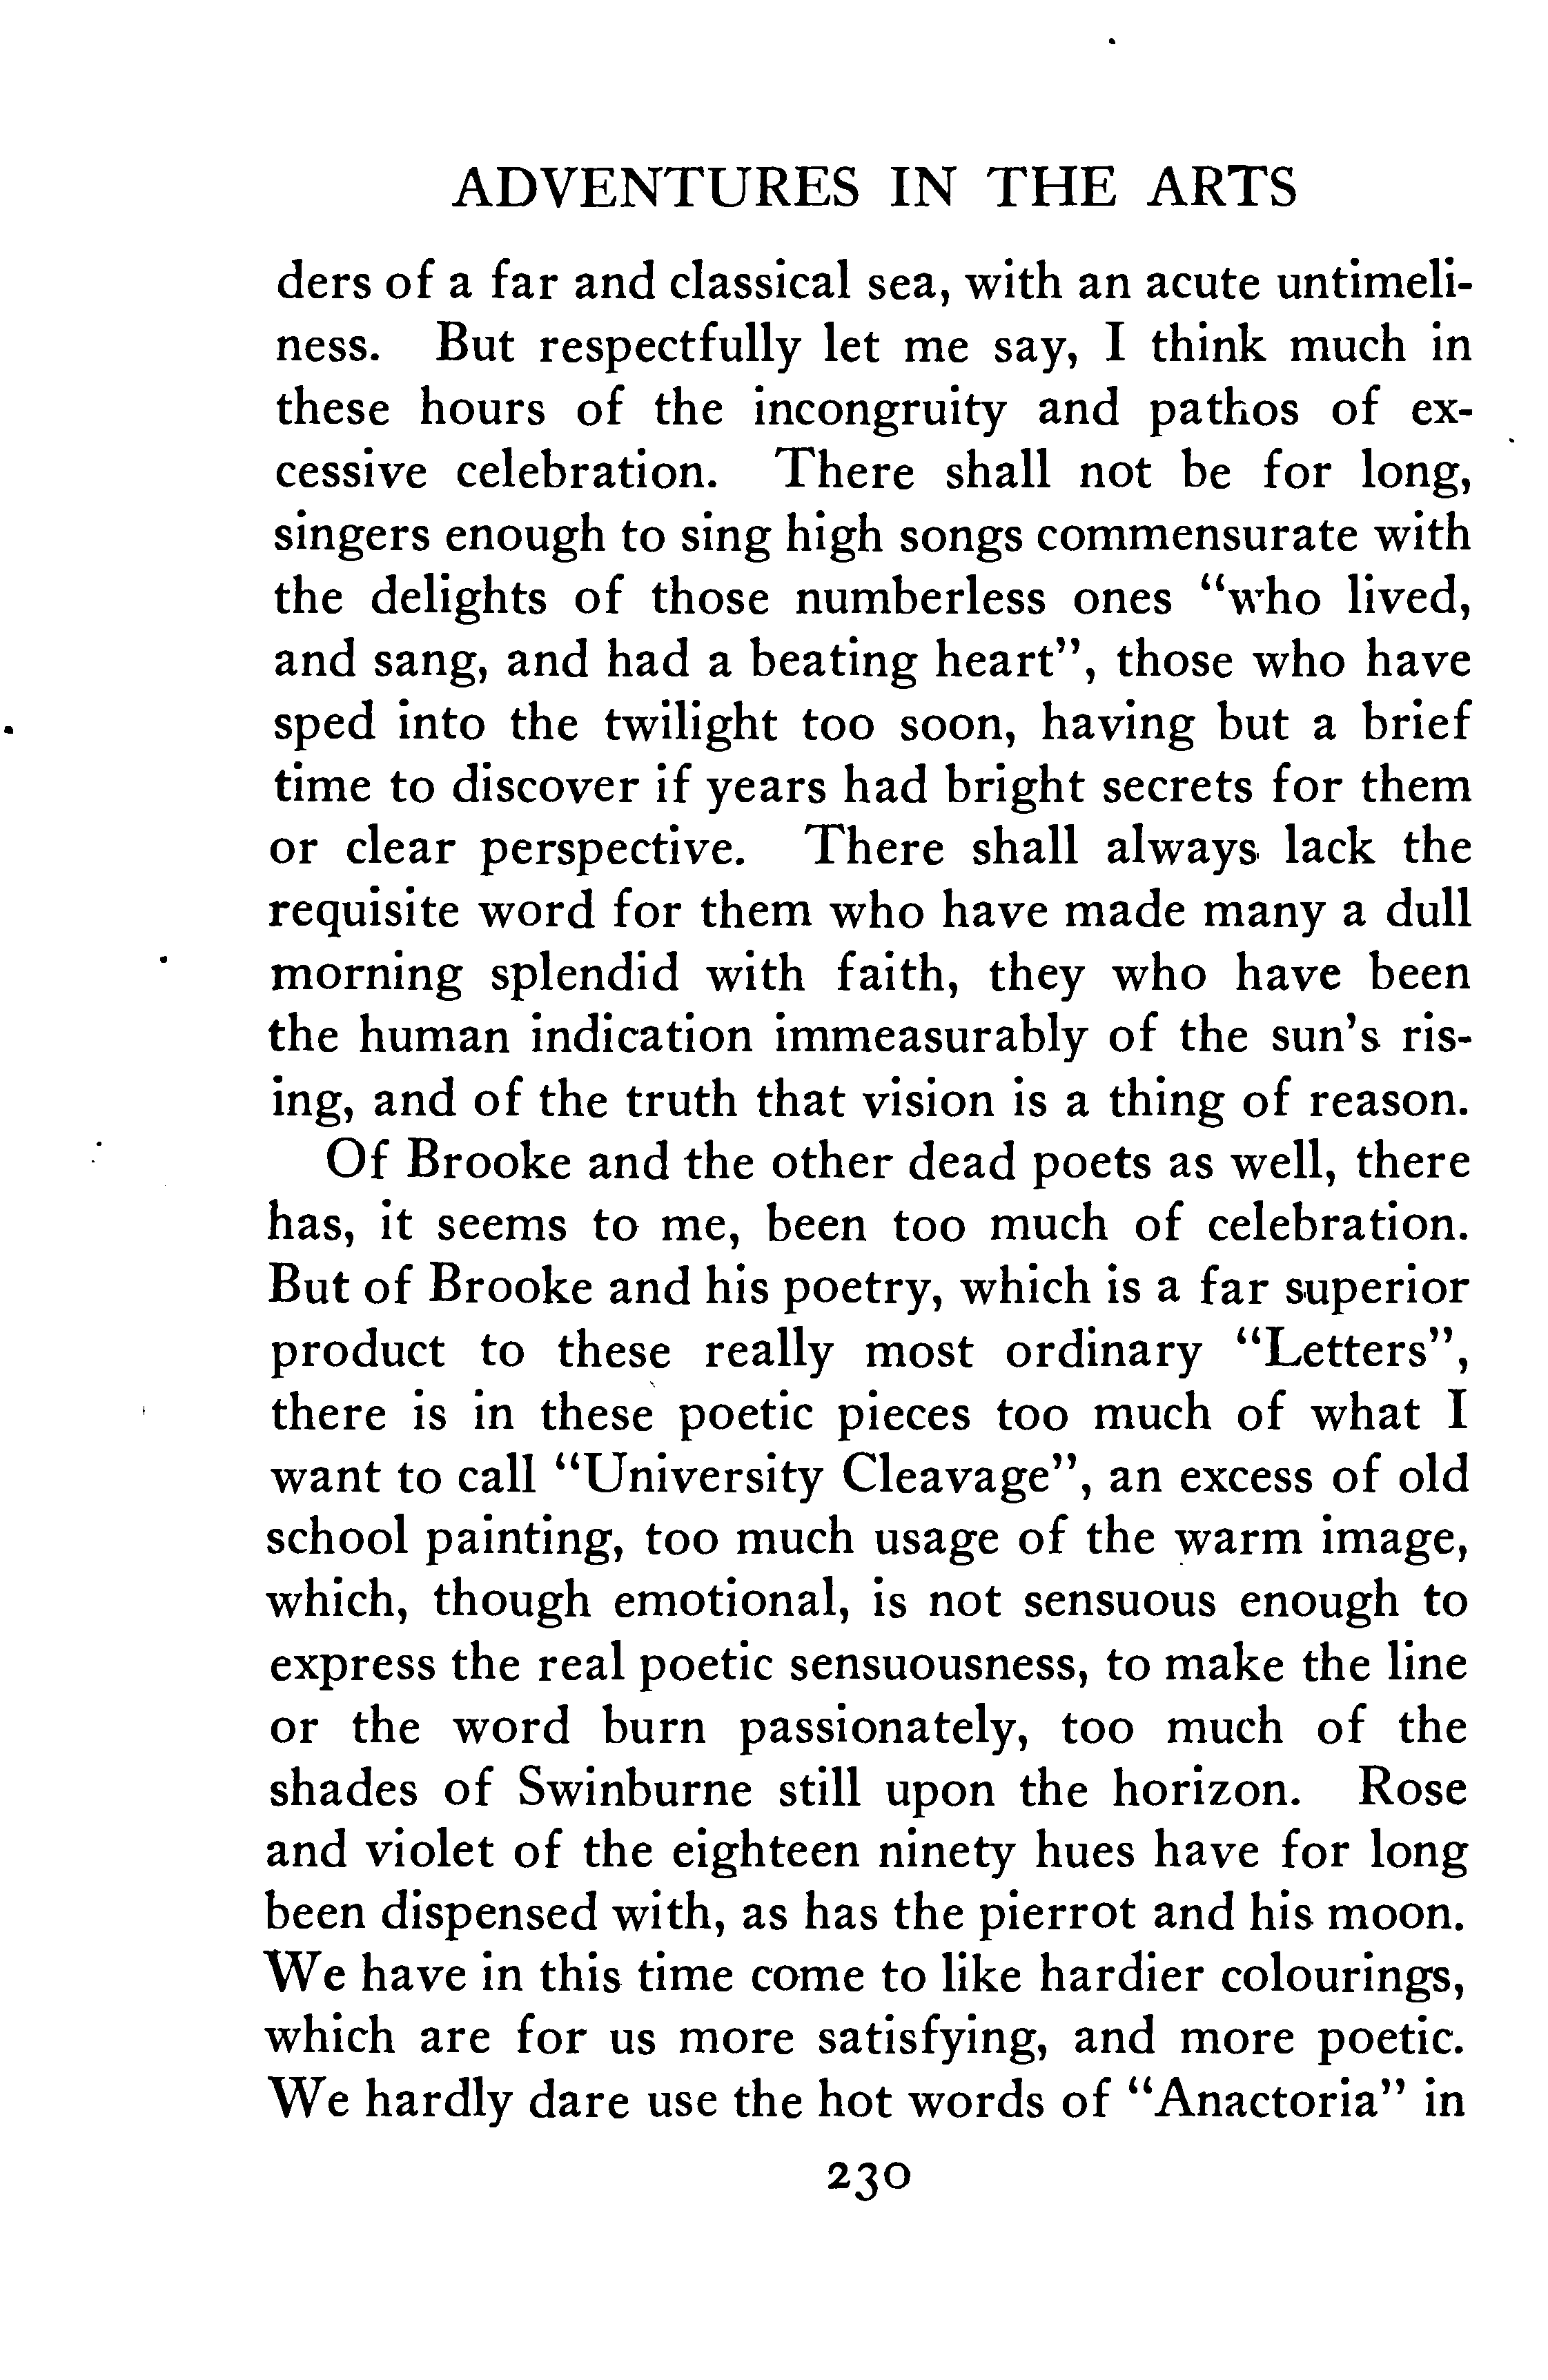 ADVENTURES IN THE ARTS
ders of a far and classical sea, with an acute untimeli-
ness. But respectfully let me say, I think much in
these hours of the incongruity and pathos of ex-
cessive celebration. There shall not be for long,
singers enough to sing high songs commensurate with
the delights of those numberless ones "who lived,
and sang, and had a beating heart", those who have
sped into the twilight too soon, having but a brief
time to discover if years had bright secrets for them
or clear perspective. There shall always lack the
requisite word for them who have made many a dull
morning splendid with faith, they who have been
the human indication immeasurably of the sun's ris-
ing, and of the truth that vision is a thing of reason.
Of Brooke and the other dead poets as well, there
has, it seems to me, been too much of celebration.
But of Brooke and his poetry, which is a far superior
product to these really most ordinary "Letters",
there is in these poetic pieces too much of what I
want to call "University Cleavage", an excess of old
school painting, too much usage of the warm image,
which, though emotional, is not sensuous enough to
express the real poetic sensuousness, to make the line
or the word burn passionately, too much of the
shades of Swinburne still upon the horizon. Rose
and violet of the eighteen ninety hues have for long
been dispensed with, as has the pierrot and his moon.
We have in this time come to like hardier colourings,
which are for us more satisfying, and more poetic.
We hardly dare use the hot words of "Anactoria" in
230